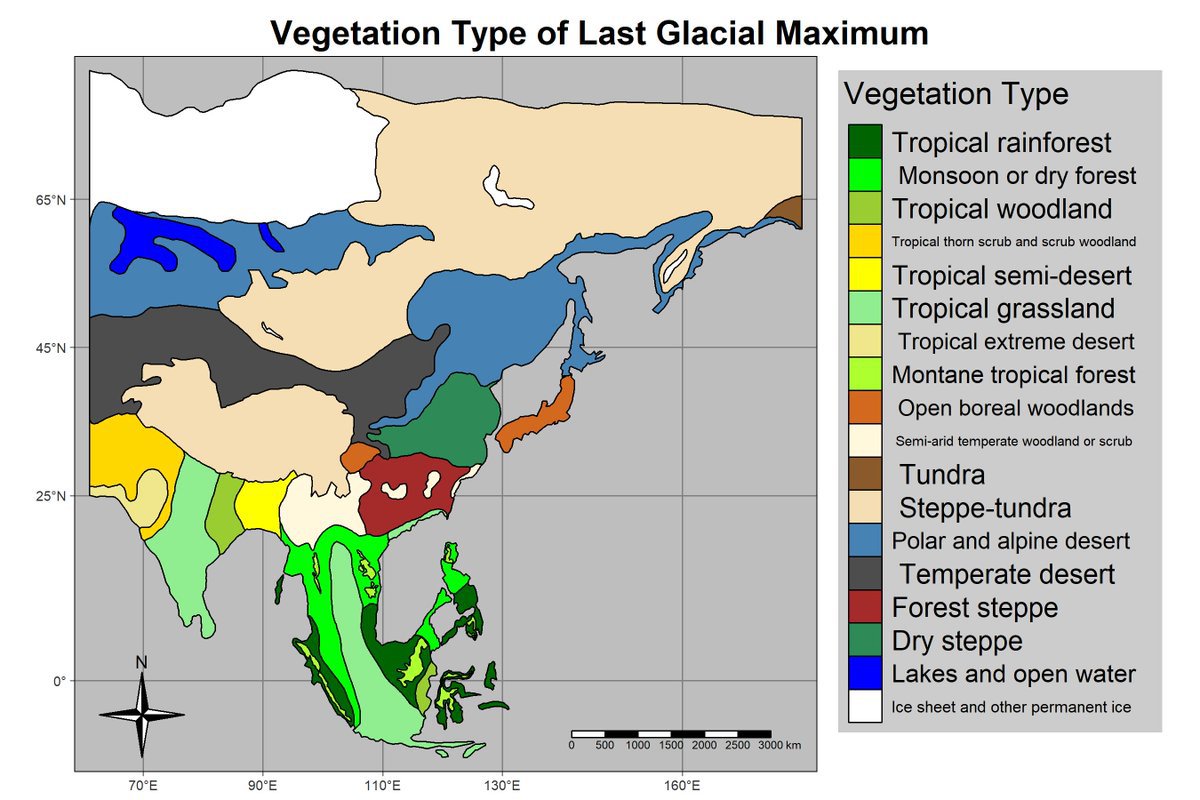 Vegetation Type of Last Glacial Maximum
Vegetation Type
Tropical rainforest
Monsoon or dry forest
Tropical woodland
Tropical thorn scrub and scrub woodland
Tropical semi-desert
Tropical grassland
Tropical extreme desert
Montane tropical forest
Open boreal woodlands
Semi-arid temperate woodland or scrub
Tundra
Steppe-tundra
Polar and alpine desert
Temperate desert
Forest steppe
Dry steppe
Lakes and open water
Ice sheet and other permanent ice
65°N
45°N
25°N
0°
N
0 500 1000 1500 2000 2500 3000 km
70°E 90°E 110°E 130°E 160°E